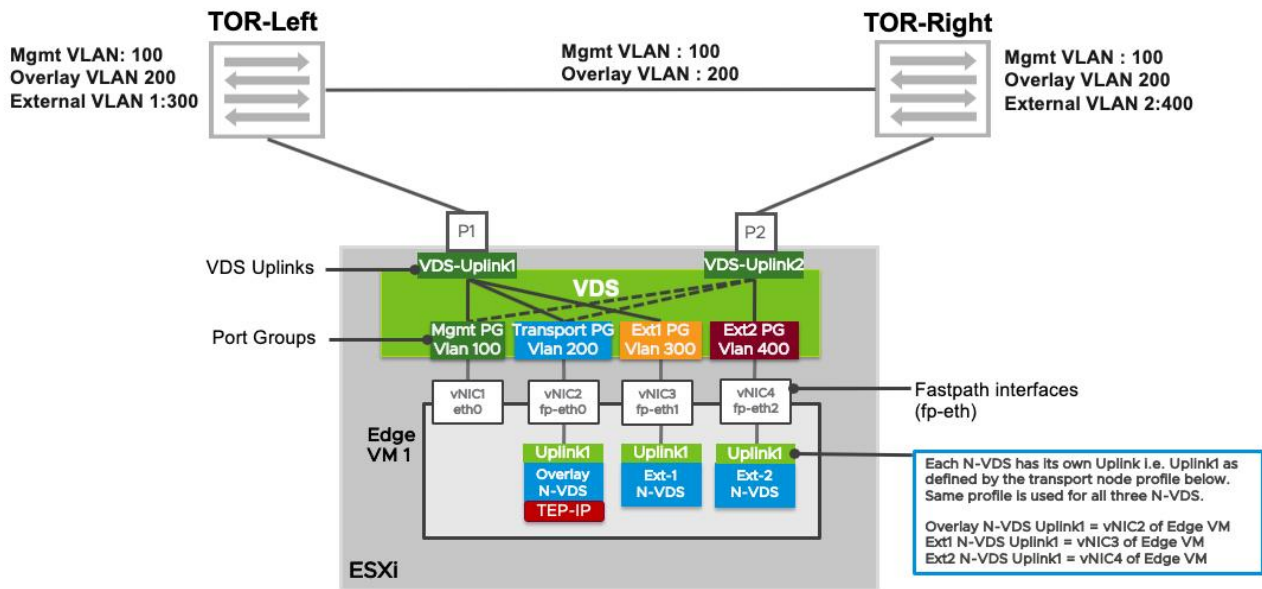 TOR-Left
TOR-Right
Mgmt VLAN: 100
Overlay VLAN 200
External VLAN 1:300
Mgmt VLAN : 100
Overlay VLAN : 200
Mgmt VLAN : 100
Overlay VLAN 200
External VLAN 2:400
P1
P2
VDS Uplinks
VDS-Uplink1
VDS-Uplink2
VDS
Port Groups
Mgmt PG
Vlan 100
Transport PG
Vlan 200
Ext1 PG
Vlan 300
Ext2 PG
Vlan 400
vNIC1
eth0
vNIC2
fp-eth0
vNIC3
fp-eth1
vNIC4
fp-eth2
Fastpath interfaces
(fp-eth)
Edge
VM 1
Uplink1
Overlay
N-VDS
TEP-IP
Uplink1
Ext-1
N-VDS
Uplink1
Ext-2
N-VDS
Each N-VDS has its own Uplink i.e. Uplink1 as
defined by the transport node profile below.
Same profile is used for all three N-VDS.
Overlay N-VDS Uplink1 = vNIC2 of Edge VM
Ext1 N-VDS Uplink1 = vNIC3 of Edge VM
Ext2 N-VDS Uplink1 = vNIC4 of Edge VM
ESXi